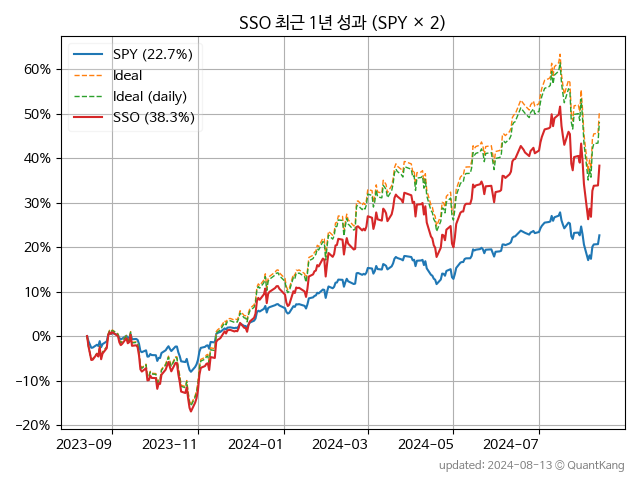 SSO 최근 1년 성과 (SPY × 2)
SPY (22.7%)
Ideal
Ideal (daily)
SSO (38.3%)
60%
50%
40%
30%
20%
10%
0%
−10%
−20%
2023−09 2023−11 2024−01 2024−03 2024−05 2024−07
updated: 2024-08-13 © QuantKang